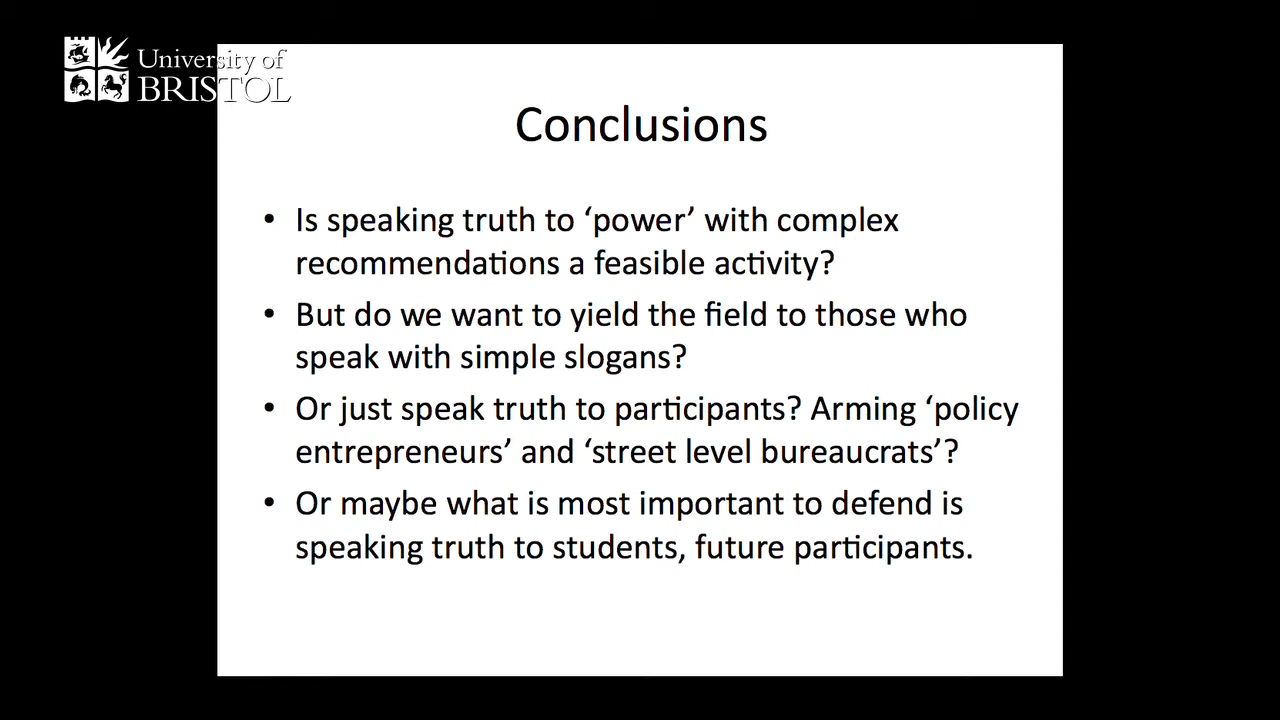 University of
BRISTOL
Conclusions
• Is speaking truth to ‘power’ with complex
recommendations a feasible activity?
• But do we want to yield the field to those who
speak with simple slogans?
• Or just speak truth to participants? Arming ‘policy
entrepreneurs’ and ‘street level bureaucrats’?
• Or maybe what is most important to defend is
speaking truth to students, future participants.